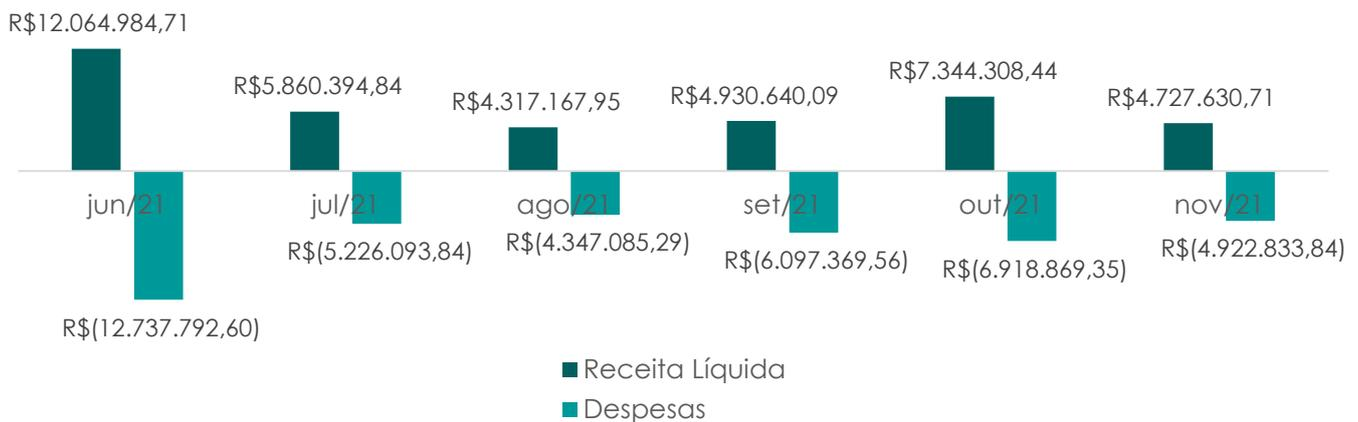 R$12.064.984,71
R$5.860.394,84
R$4.317.167,95
R$4.930.640,09
R$7.344.308,44
R$4.727.630,71
jun/21
jul/21
ago/21
set/21
out/21
nov/21
R$(12.737.792,60)
R$(5.226.093,84)
R$(4.347.085,29)
R$(6.097.369,56)
R$(6.918.869,35)
R$(4.922.833,84)
Receita Líquida
Despesas